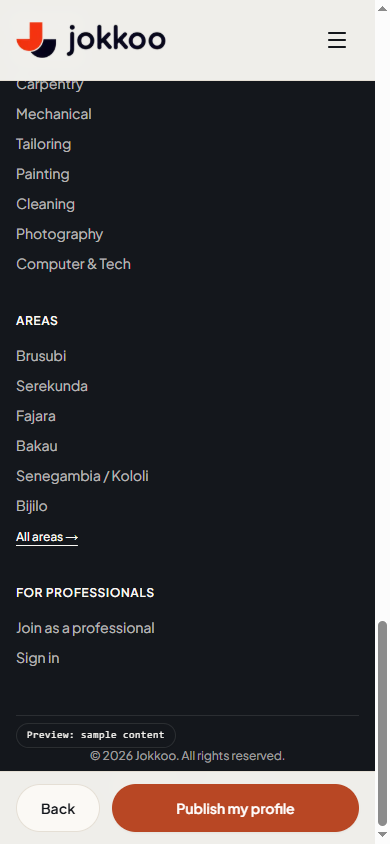 jokkoo
Carpentry
Mechanical
Tailoring
Painting
Cleaning
Photography
Computer & Tech
AREAS
Brusubi
Serekunda
Fajara
Bakau
Senegambia / Kololi
Bijilo
All areas →
FOR PROFESSIONALS
Join as a professional
Sign in
Preview: sample content
© 2026 Jokkoo. All rights reserved.
Back
Publish my profile